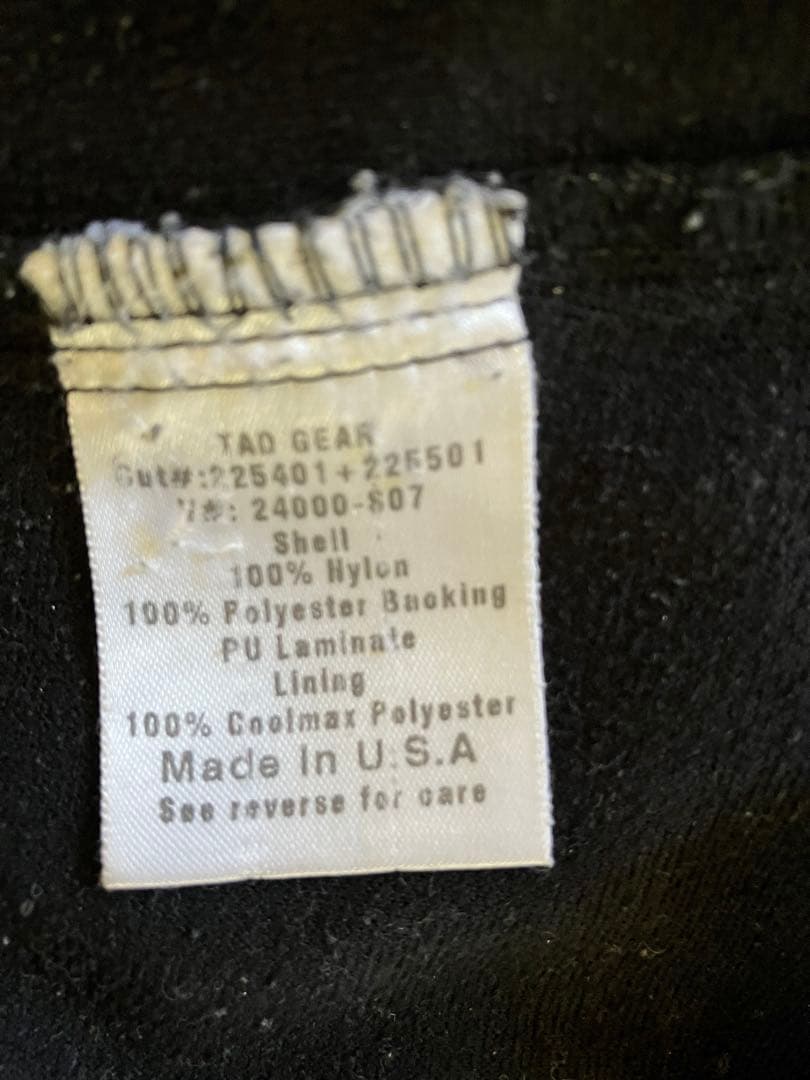 TAD GEAR
Cut#:225401+225501
24000-S07
Shell
100% Nylon
100% Polyester Backing
PU Laminate
Lining
100% Coolmax Polyester
Made In U.S.A
See reverse for care